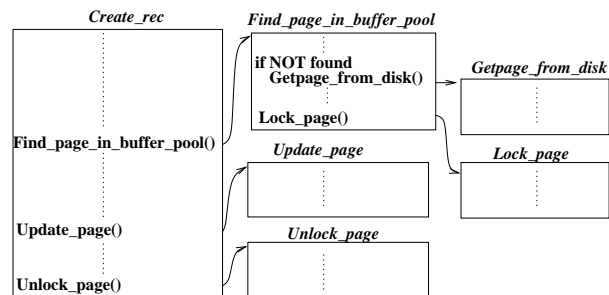 Create_rec
Find_page_in_buffer_pool()
Update_page()
Unlock_page()
Find_page_in_buffer_pool
if NOT found
Getpage_from_disk()
Lock_page()
Getpage_from_disk
Lock_page
Update_page
Unlock_page